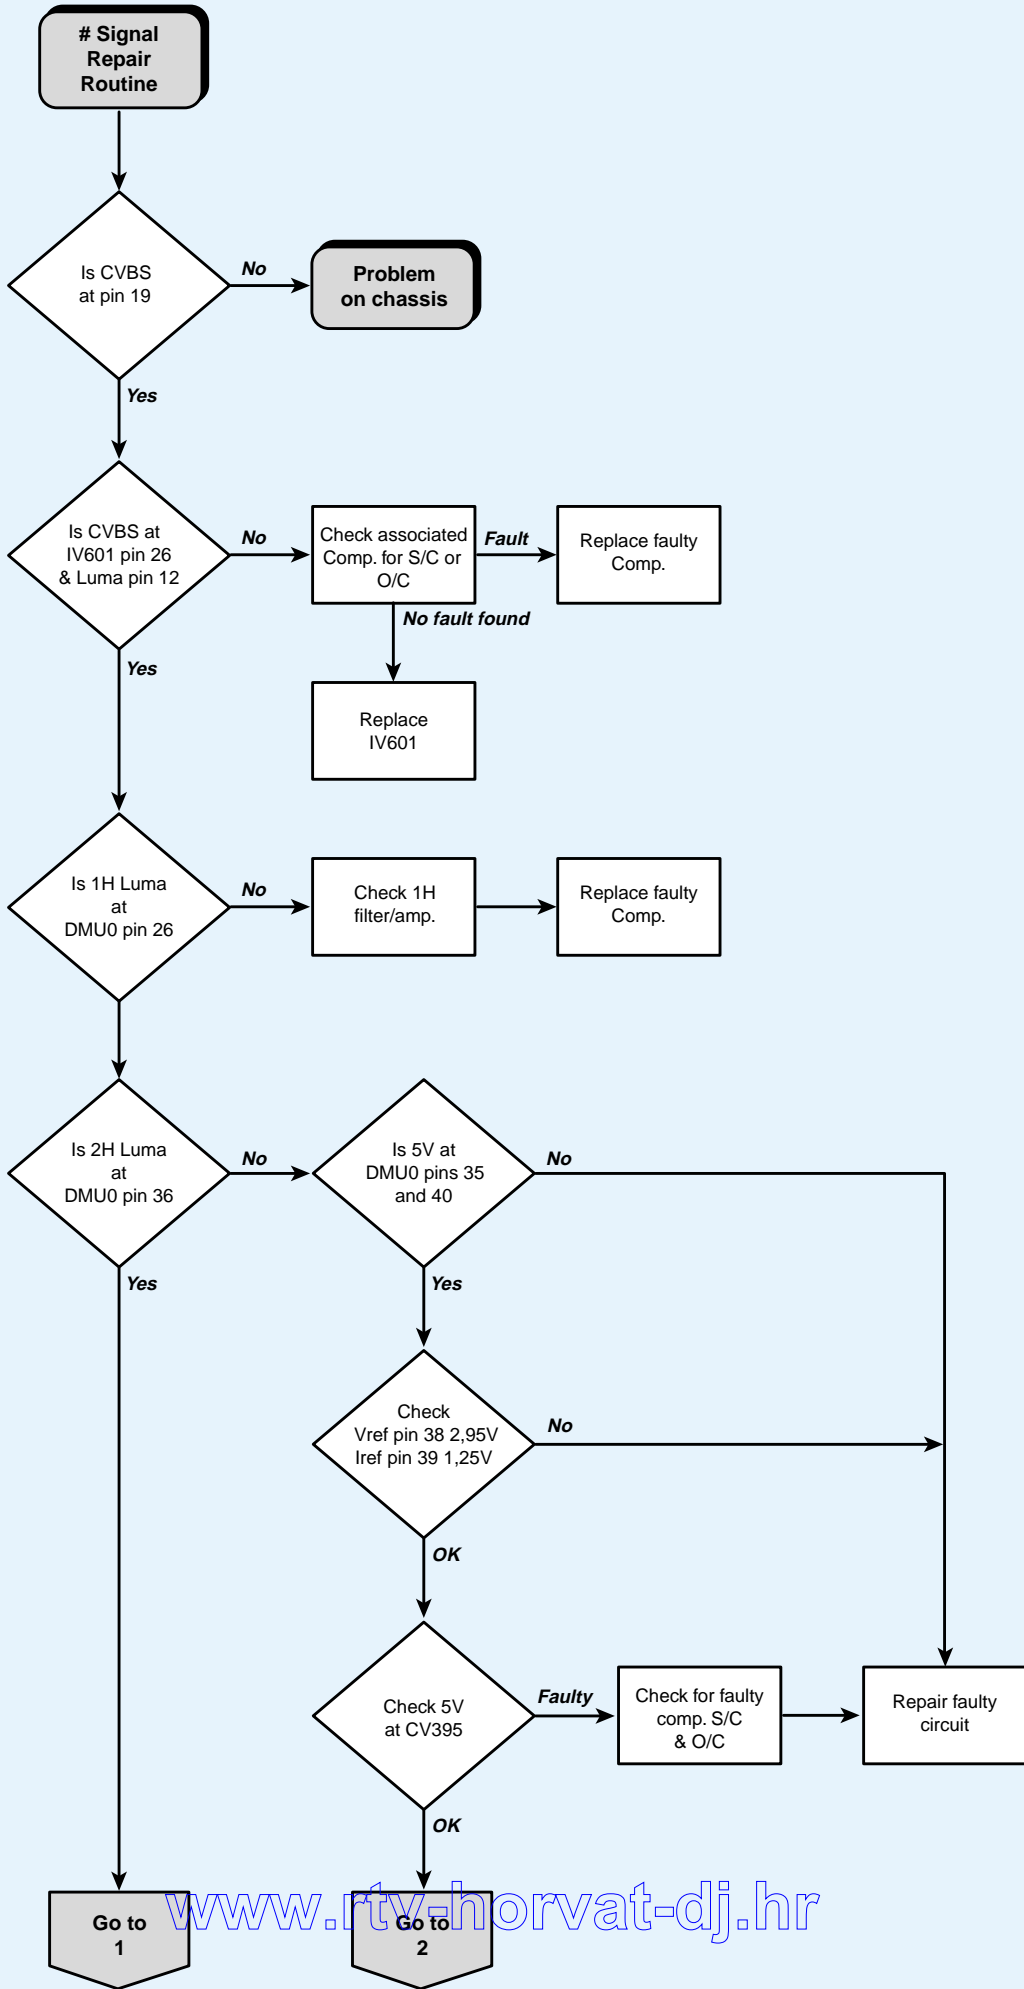 # Signal
Repair
Routine
Is CVBS
at pin 19
No
Problem
on chassis
Yes
Is CVBS at
IV601 pin 26
& Luma pin 12
No
Check associated
Comp. for S/C or
O/C
Fault
Replace faulty
Comp.
No fault found
Yes
Replace
IV601
Is 1H Luma
at
DMU0 pin 26
No
Check 1H
filter/amp.
Replace faulty
Comp.
Is 2H Luma
at
DMU0 pin 36
No
Is 5V at
DMU0 pins 35
and 40
No
Yes
Yes
Check
Vref pin 38 2,95V
Iref pin 39 1,25V
No
OK
Check 5V
at CV395
Faulty
Check for faulty
comp. S/C
& O/C
Repair faulty
circuit
OK
Go to
1
Go to
2
www.rtv-horvat-dj.hr